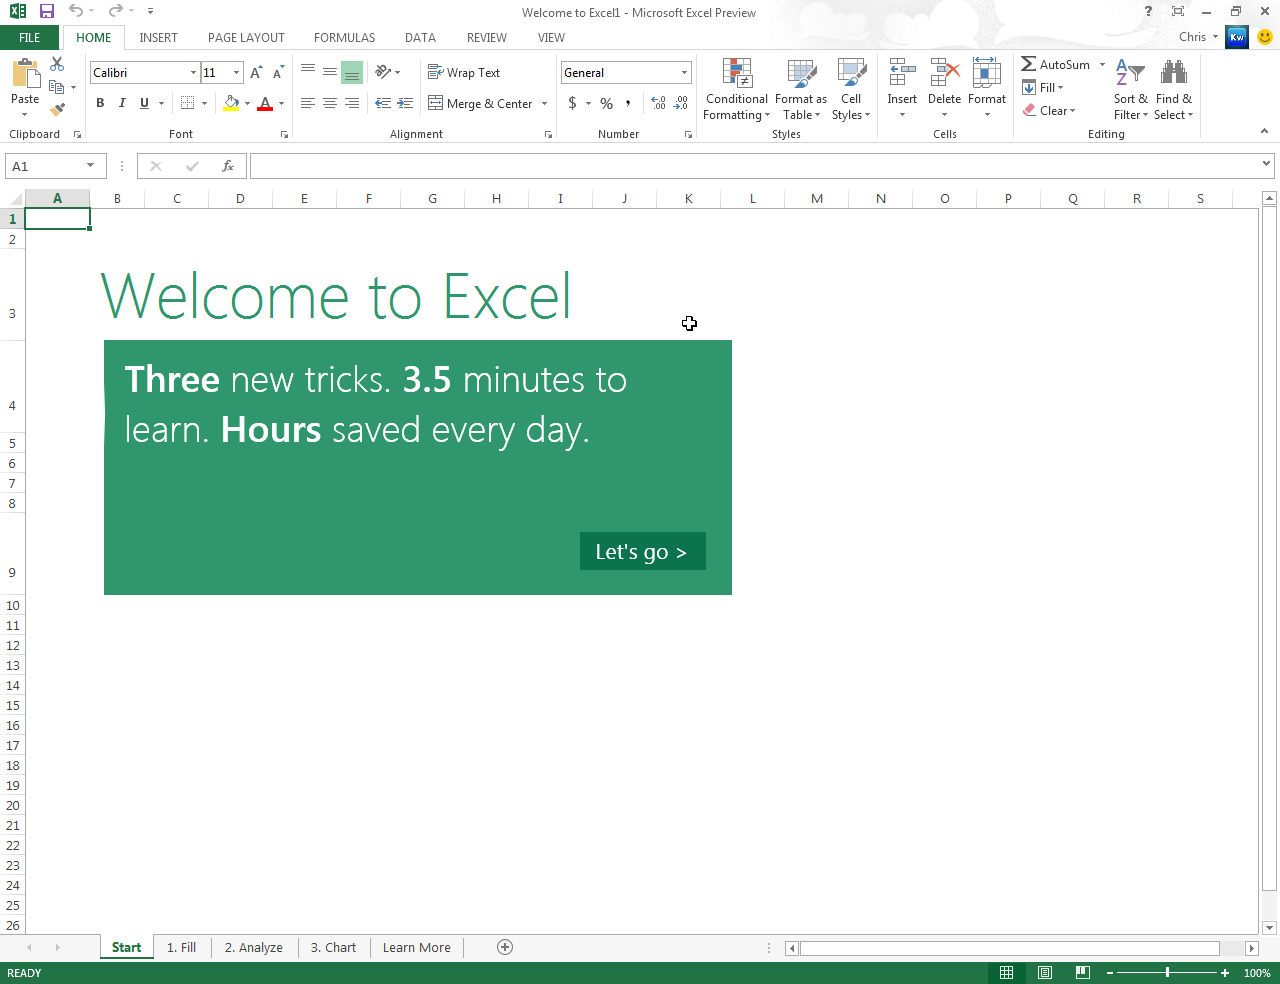 Welcome to Excel1 - Microsoft Excel Preview
FILE HOME INSERT PAGE LAYOUT FORMULAS DATA REVIEW VIEW Chris Kw
Paste
Calibri 11
B I U A
Wrap Text
Merge & Center
General
$ % ,
Conditional Formatting
Format as Table
Cell Styles
Insert Delete Format
AutoSum
Fill
Clear
Sort & Filter
Find & Select
Clipboard Font Alignment Number Styles Cells Editing
A1 fx
A B C D E F G H I J K L M N O P Q R S
1
2
3
Welcome to Excel
4
Three new tricks. 3.5 minutes to
learn. Hours saved every day.
5
6
7
8
9
Let's go >
10
11
12
13
14
15
16
17
18
19
20
21
22
23
24
25
26
Start 1. Fill 2. Analyze 3. Chart Learn More
READY 100%